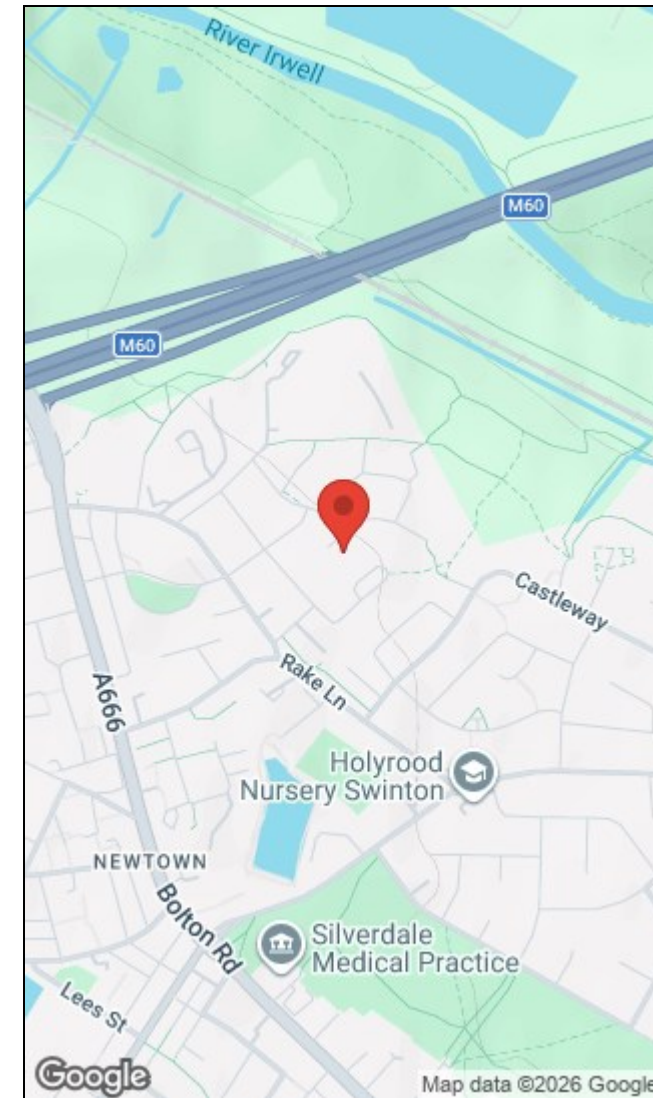 River Irwell
M60
M60
Castleway
A666
Rake Ln
Holyrood
Nursery Swinton
NEWTOWN
Bolton Rd
Silverdale
Medical Practice
Lees St
Google
Map data ©2026 Google